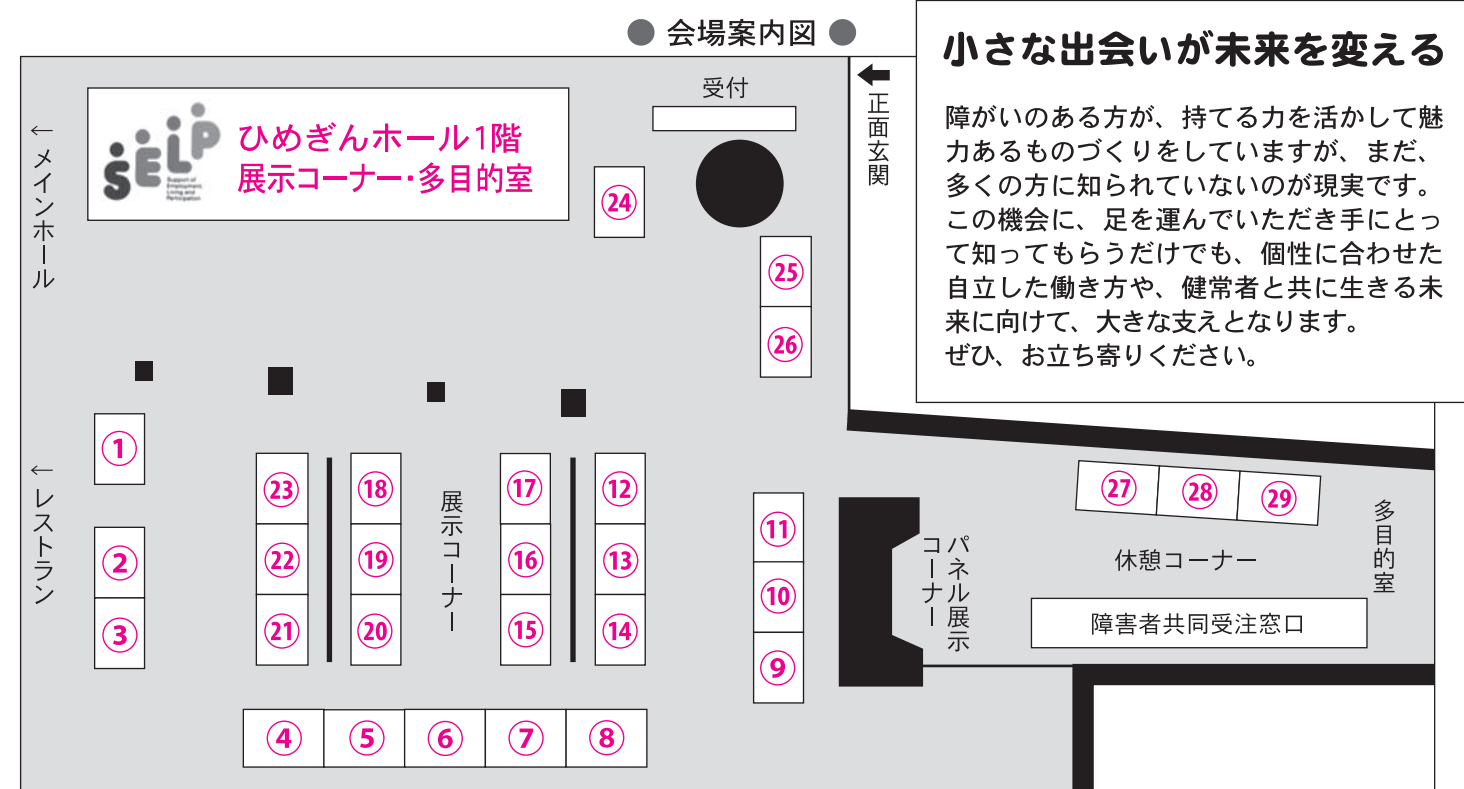 ● 会場案内図 ●
小さな出会いが未来を変える
障がいのある方が、持てる力を活かして魅
力あるものづくりをしていますが、まだ、
多くの方に知られていないのが現実です。
この機会に、足を運んでいただき手にとっ
て知ってもらうだけでも、個性に合わせた
自立した働き方や、健常者と共に生きる未
来に向けて、大きな支えとなります。
ぜひ、お立ち寄りください。
SELP
Support of
Employment,
Living and
Participation
ひめぎんホール1階
展示コーナー・多目的室
受付
←正面玄関
←メインホール
㉔
㉕
㉖
①
←レストラン
②
③
㉓
㉒
㉑
⑱
⑲
⑳
展示コーナー
⑰
⑯
⑮
⑫
⑬
⑭
④
⑤
⑥
⑦
⑧
⑪
⑩
⑨
パネル展示
コーナー
㉗
㉘
㉙
多目的室
休憩コーナー
障害者共同受注窓口